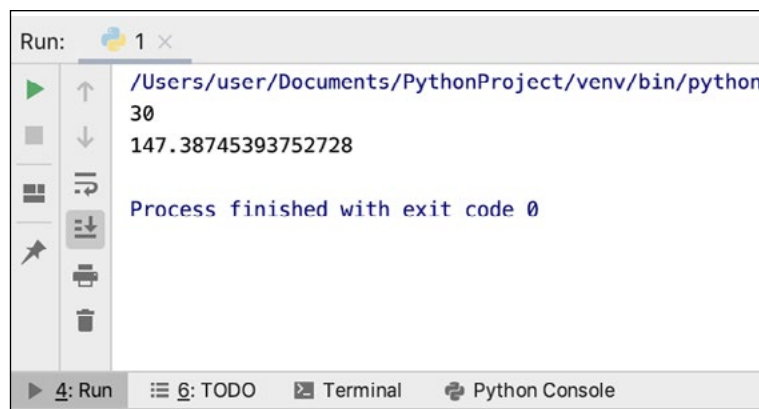 Run: 1
/Users/user/Documents/PythonProject/venv/bin/python
30
147.38745393752728
Process finished with exit code 0
4: Run 6: TODO Terminal Python Console